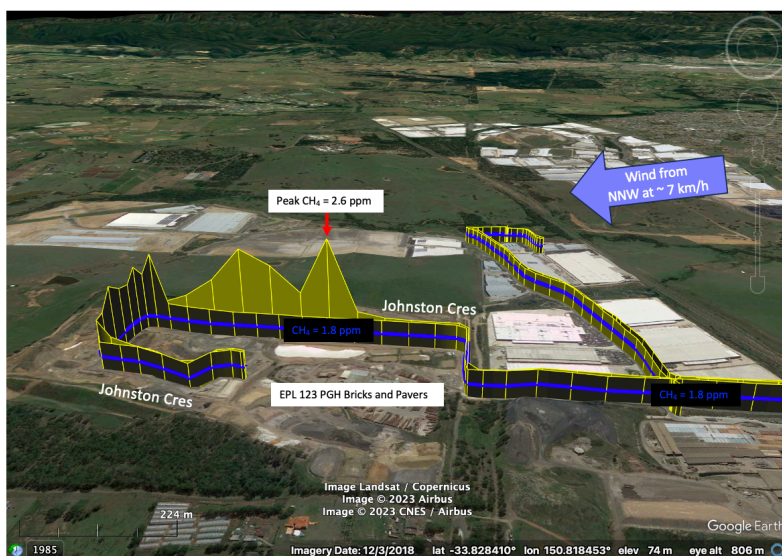 Wind from
NNW at ~ 7 km/h
Peak CH₄ = 2.6 ppm
Johnston Cres
CH₄ = 1.8 ppm
EPL 123 PGH Bricks and Pavers
CH₄ = 1.8 ppm
Johnston Cres
Image Landsat / Copernicus
Image © 2023 Airbus
Image © 2023 CNES / Airbus
224 m
Google Earth
1985
Imagery Date: 12/3/2018 lat -33.828410° lon 150.818453° elev 74 m eye alt 806 m